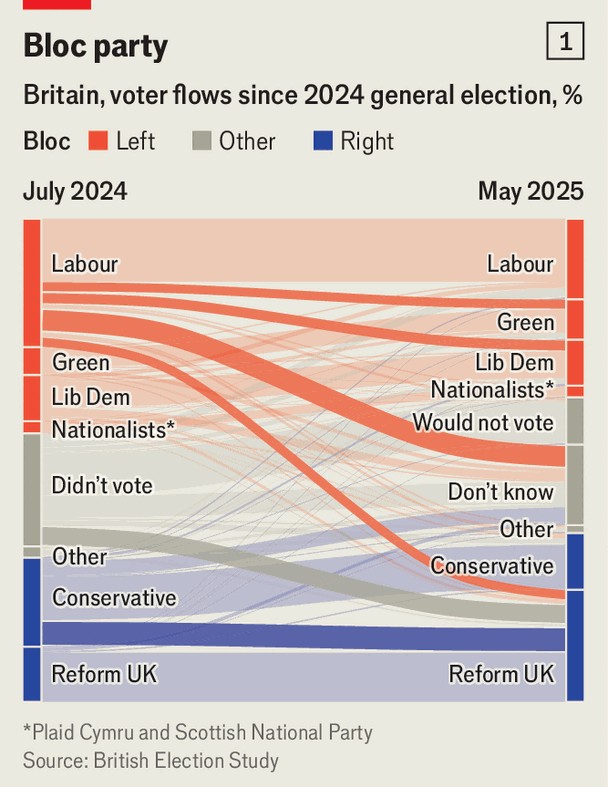 Bloc party
1
Britain, voter flows since 2024 general election, %
Bloc Left Other Right
July 2024 May 2025
Labour Labour
Green
Green Lib Dem
Lib Dem Nationalists*
Nationalists* Would not vote
Didn't vote Don't know
Other Other
Conservative Conservative
Reform UK Reform UK
*Plaid Cymru and Scottish National Party
Source: British Election Study